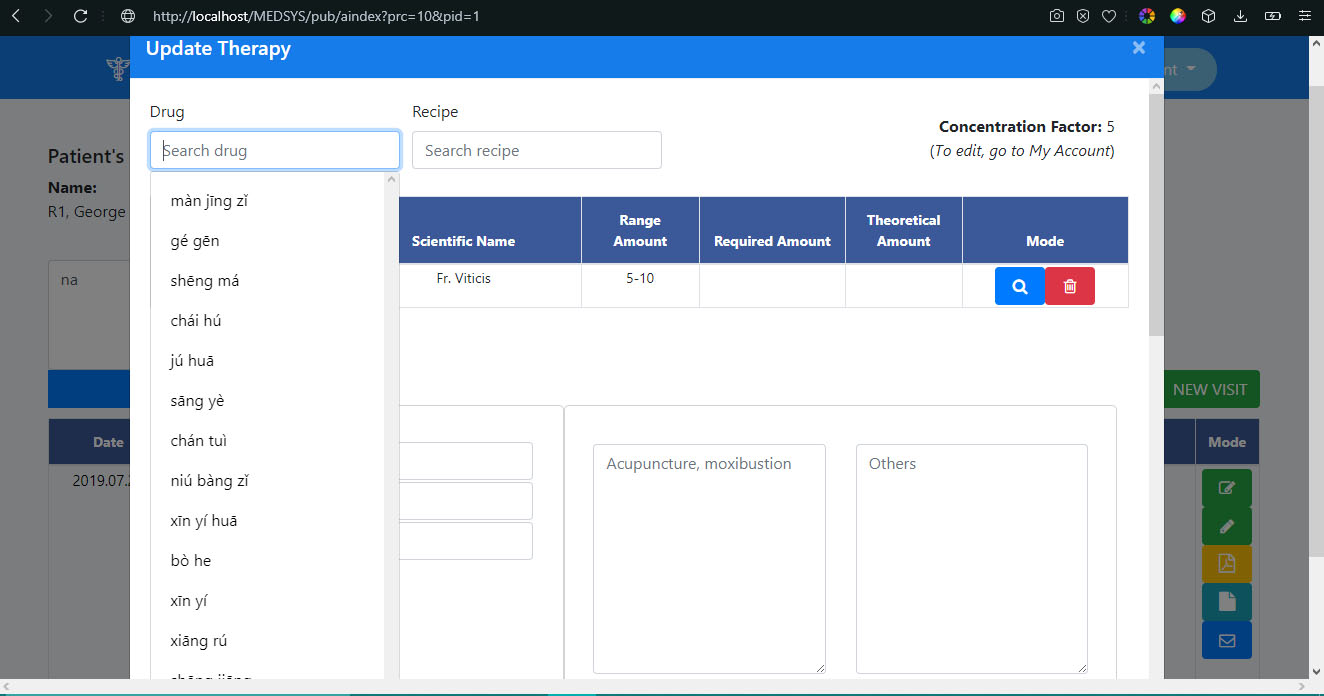 http://localhost/MEDSYS/pub/aindex?prc=10&pid=1
Update Therapy
×
nt
Patient's
Name:
R1, George
na
Drug
Recipe
Search drug
Search recipe
Concentration Factor: 5
(To edit, go to My Account)
màn jīng zǐ
gé gēn
shēng má
chái hú
jú huā
sāng yè
chán tuì
niú bàng zǐ
xīn yí huā
bò he
xīn yí
xiāng rú
Scientific Name
Range Amount
Required Amount
Theoretical Amount
Mode
Fr. Viticis
5-10
Acupuncture, moxibustion
Others
NEW VISIT
Date
Mode
2019.07.